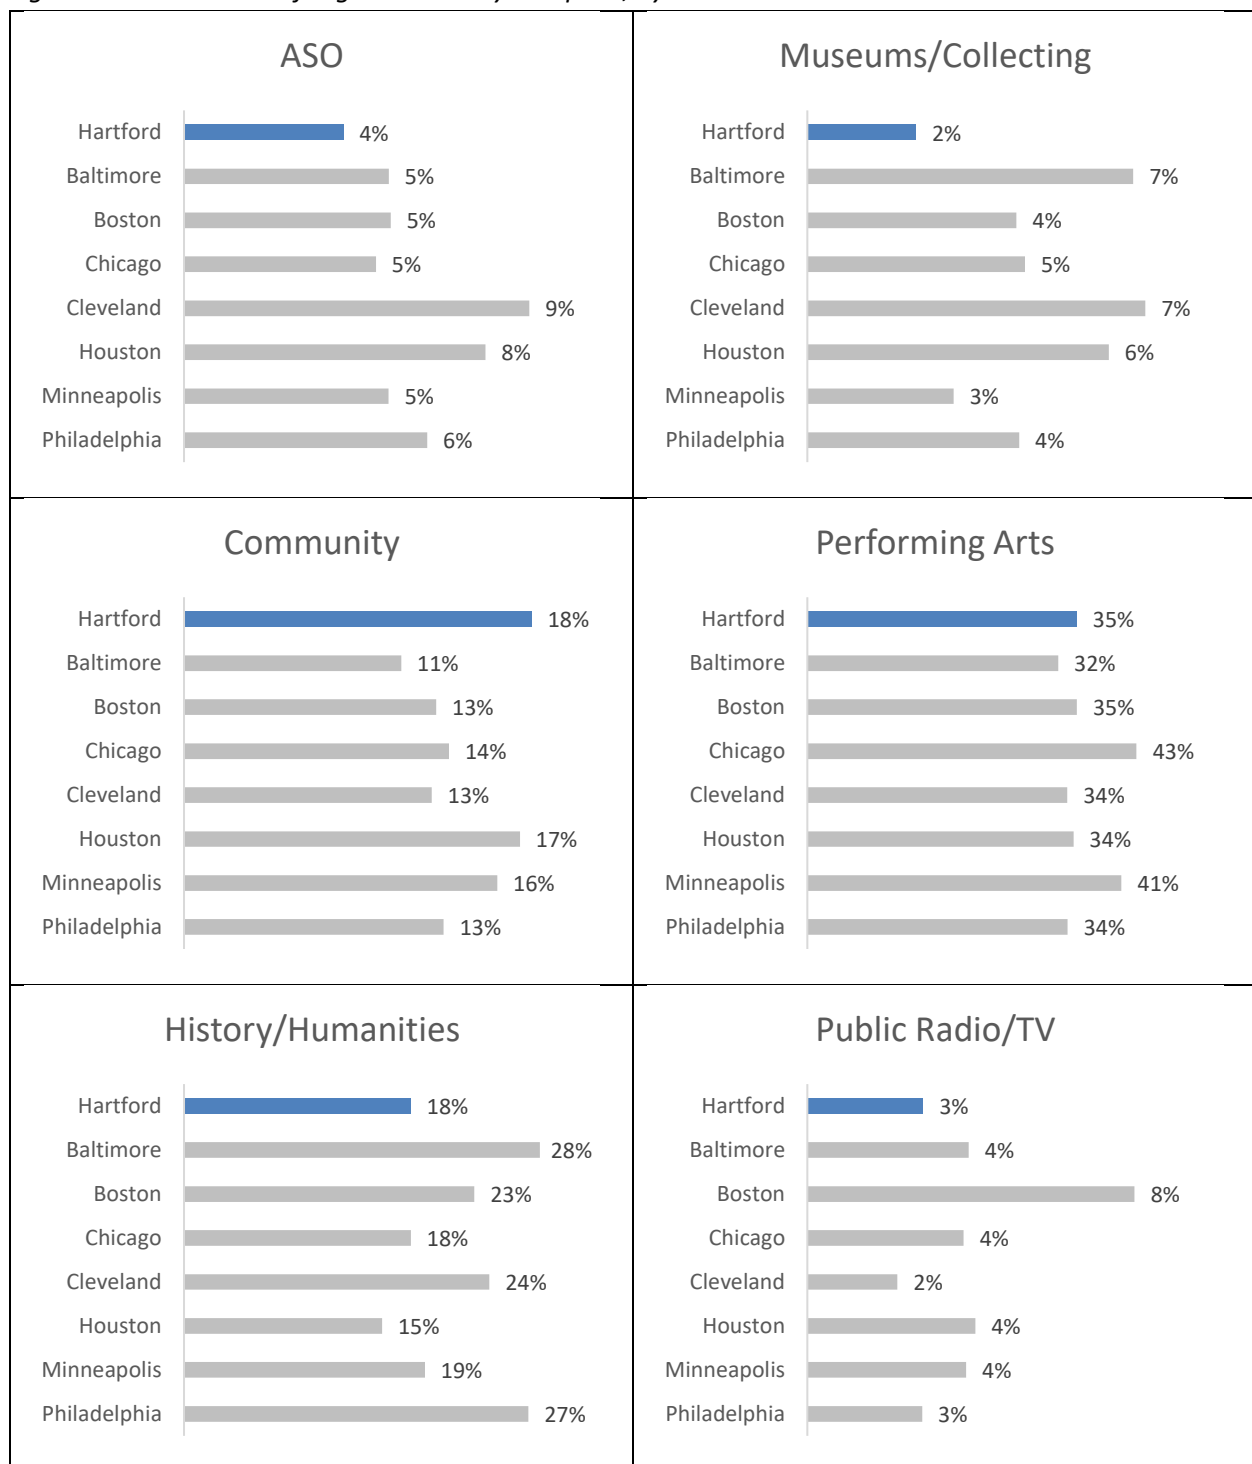 ASO
Hartford 4%
Baltimore 5%
Boston 5%
Chicago 5%
Cleveland 9%
Houston 8%
Minneapolis 5%
Philadelphia 6%
Museums/Collecting
Hartford 2%
Baltimore 7%
Boston 4%
Chicago 5%
Cleveland 7%
Houston 6%
Minneapolis 3%
Philadelphia 4%
Community
Hartford 18%
Baltimore 11%
Boston 13%
Chicago 14%
Cleveland 13%
Houston 17%
Minneapolis 16%
Philadelphia 13%
Performing Arts
Hartford 35%
Baltimore 32%
Boston 35%
Chicago 43%
Cleveland 34%
Houston 34%
Minneapolis 41%
Philadelphia 34%
History/Humanities
Hartford 18%
Baltimore 28%
Boston 23%
Chicago 18%
Cleveland 24%
Houston 15%
Minneapolis 19%
Philadelphia 27%
Public Radio/TV
Hartford 3%
Baltimore 4%
Boston 8%
Chicago 4%
Cleveland 2%
Houston 4%
Minneapolis 4%
Philadelphia 3%